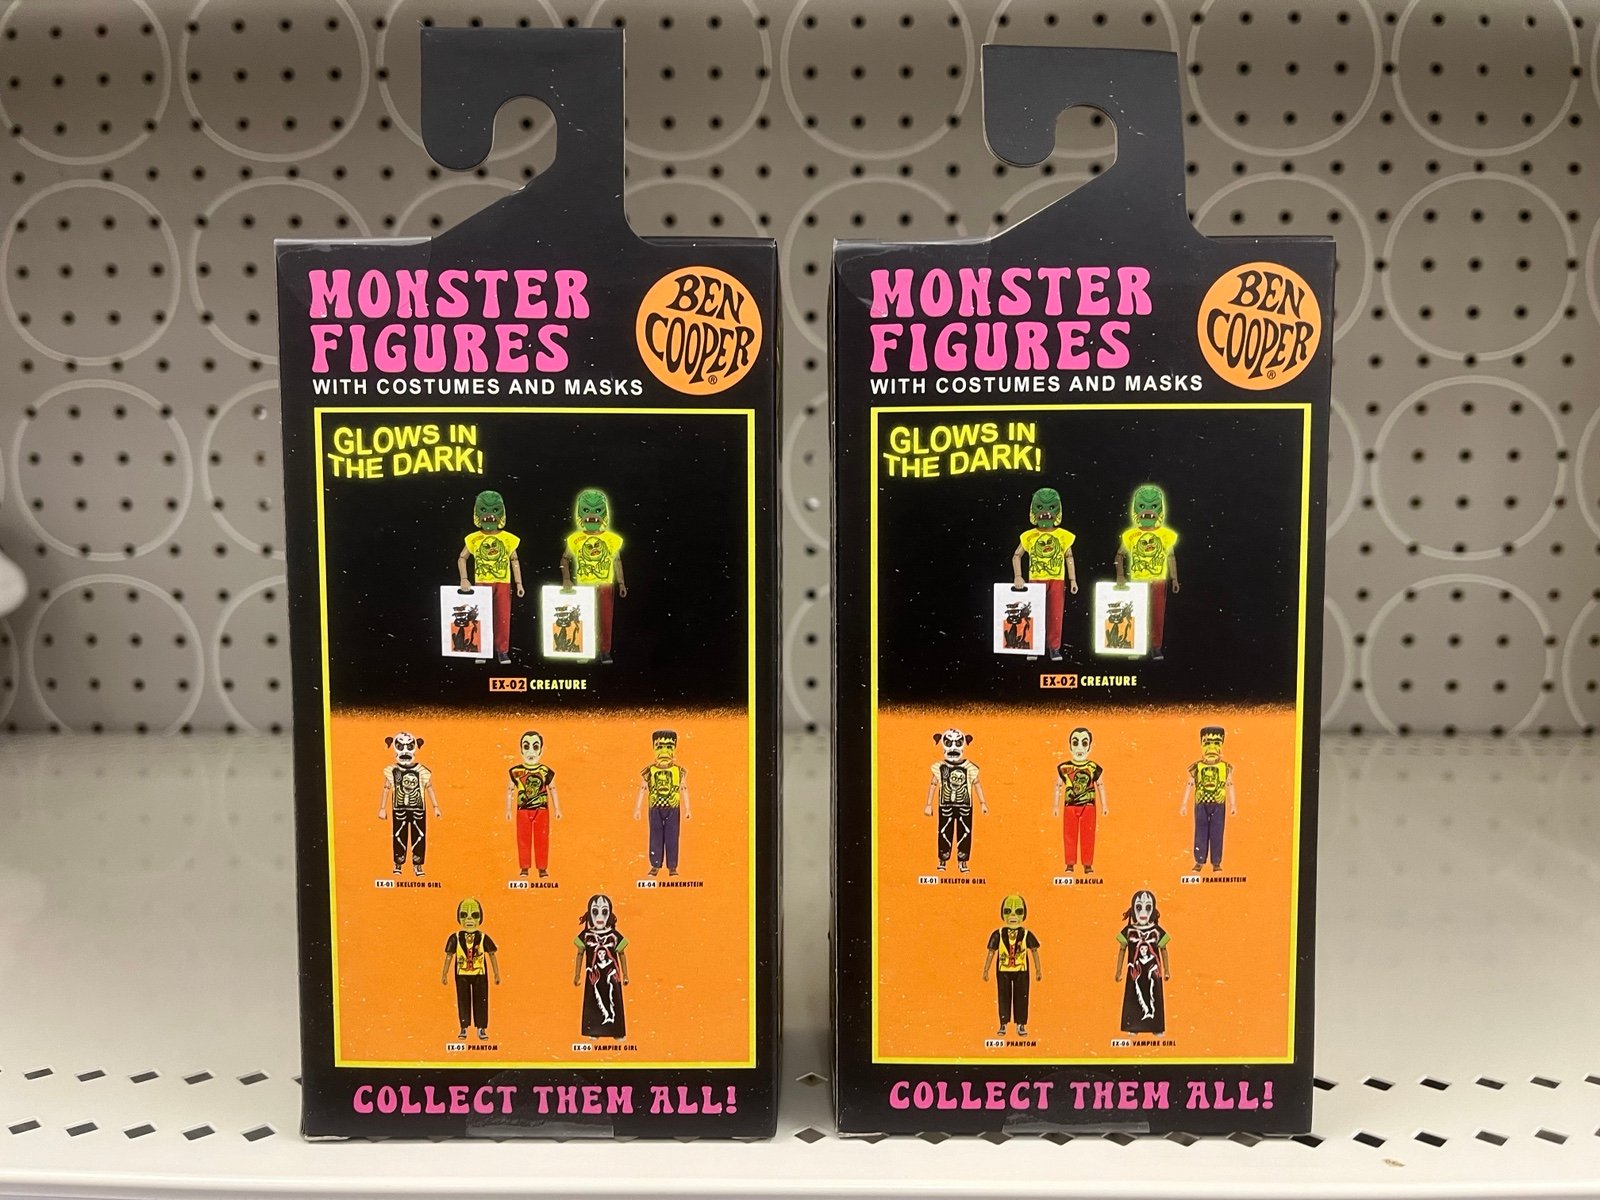 MONSTER
FIGURES
WITH COSTUMES AND MASKS
BEN
COOPER®
GLOWS IN
THE DARK!
EX-02 CREATURE
EX-01 SKELETON GIRL
EX-03 DRACULA
EX-04 FRANKENSTEIN
EX-05 PHANTOM
EX-06 VAMPIRE GIRL
COLLECT THEM ALL!
MONSTER
FIGURES
WITH COSTUMES AND MASKS
BEN
COOPER®
GLOWS IN
THE DARK!
EX-02 CREATURE
EX-01 SKELETON GIRL
EX-03 DRACULA
EX-04 FRANKENSTEIN
EX-05 PHANTOM
EX-06 VAMPIRE GIRL
COLLECT THEM ALL!